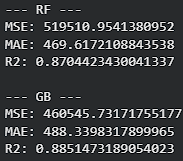 --- RF ---
MSE: 519510.9541380952
MAE: 469.6172108843538
R2: 0.8704423430041337
--- GB ---
MSE: 460545.73171755177
MAE: 488.3398317899965
R2: 0.8851473189054023